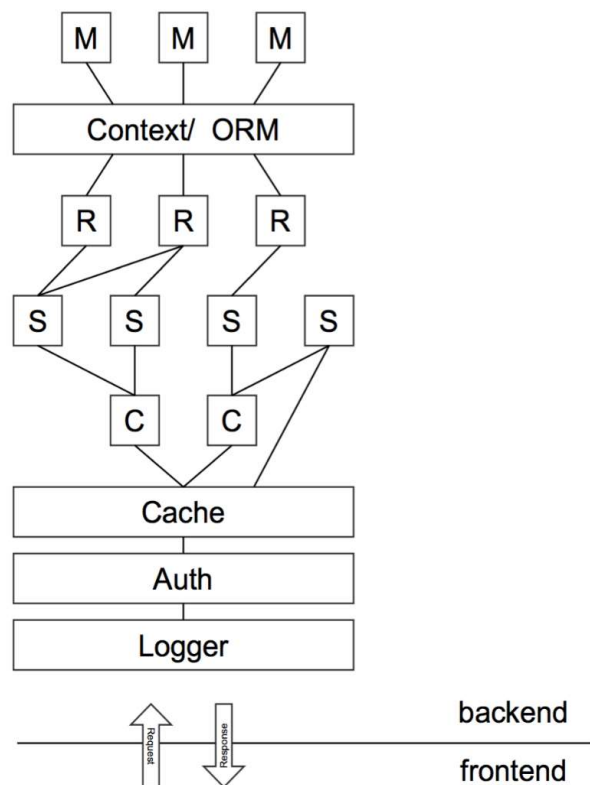 M M M
Context/ ORM
R R R
S S S S
C C
Cache
Auth
Logger
Request
Response
backend
frontend